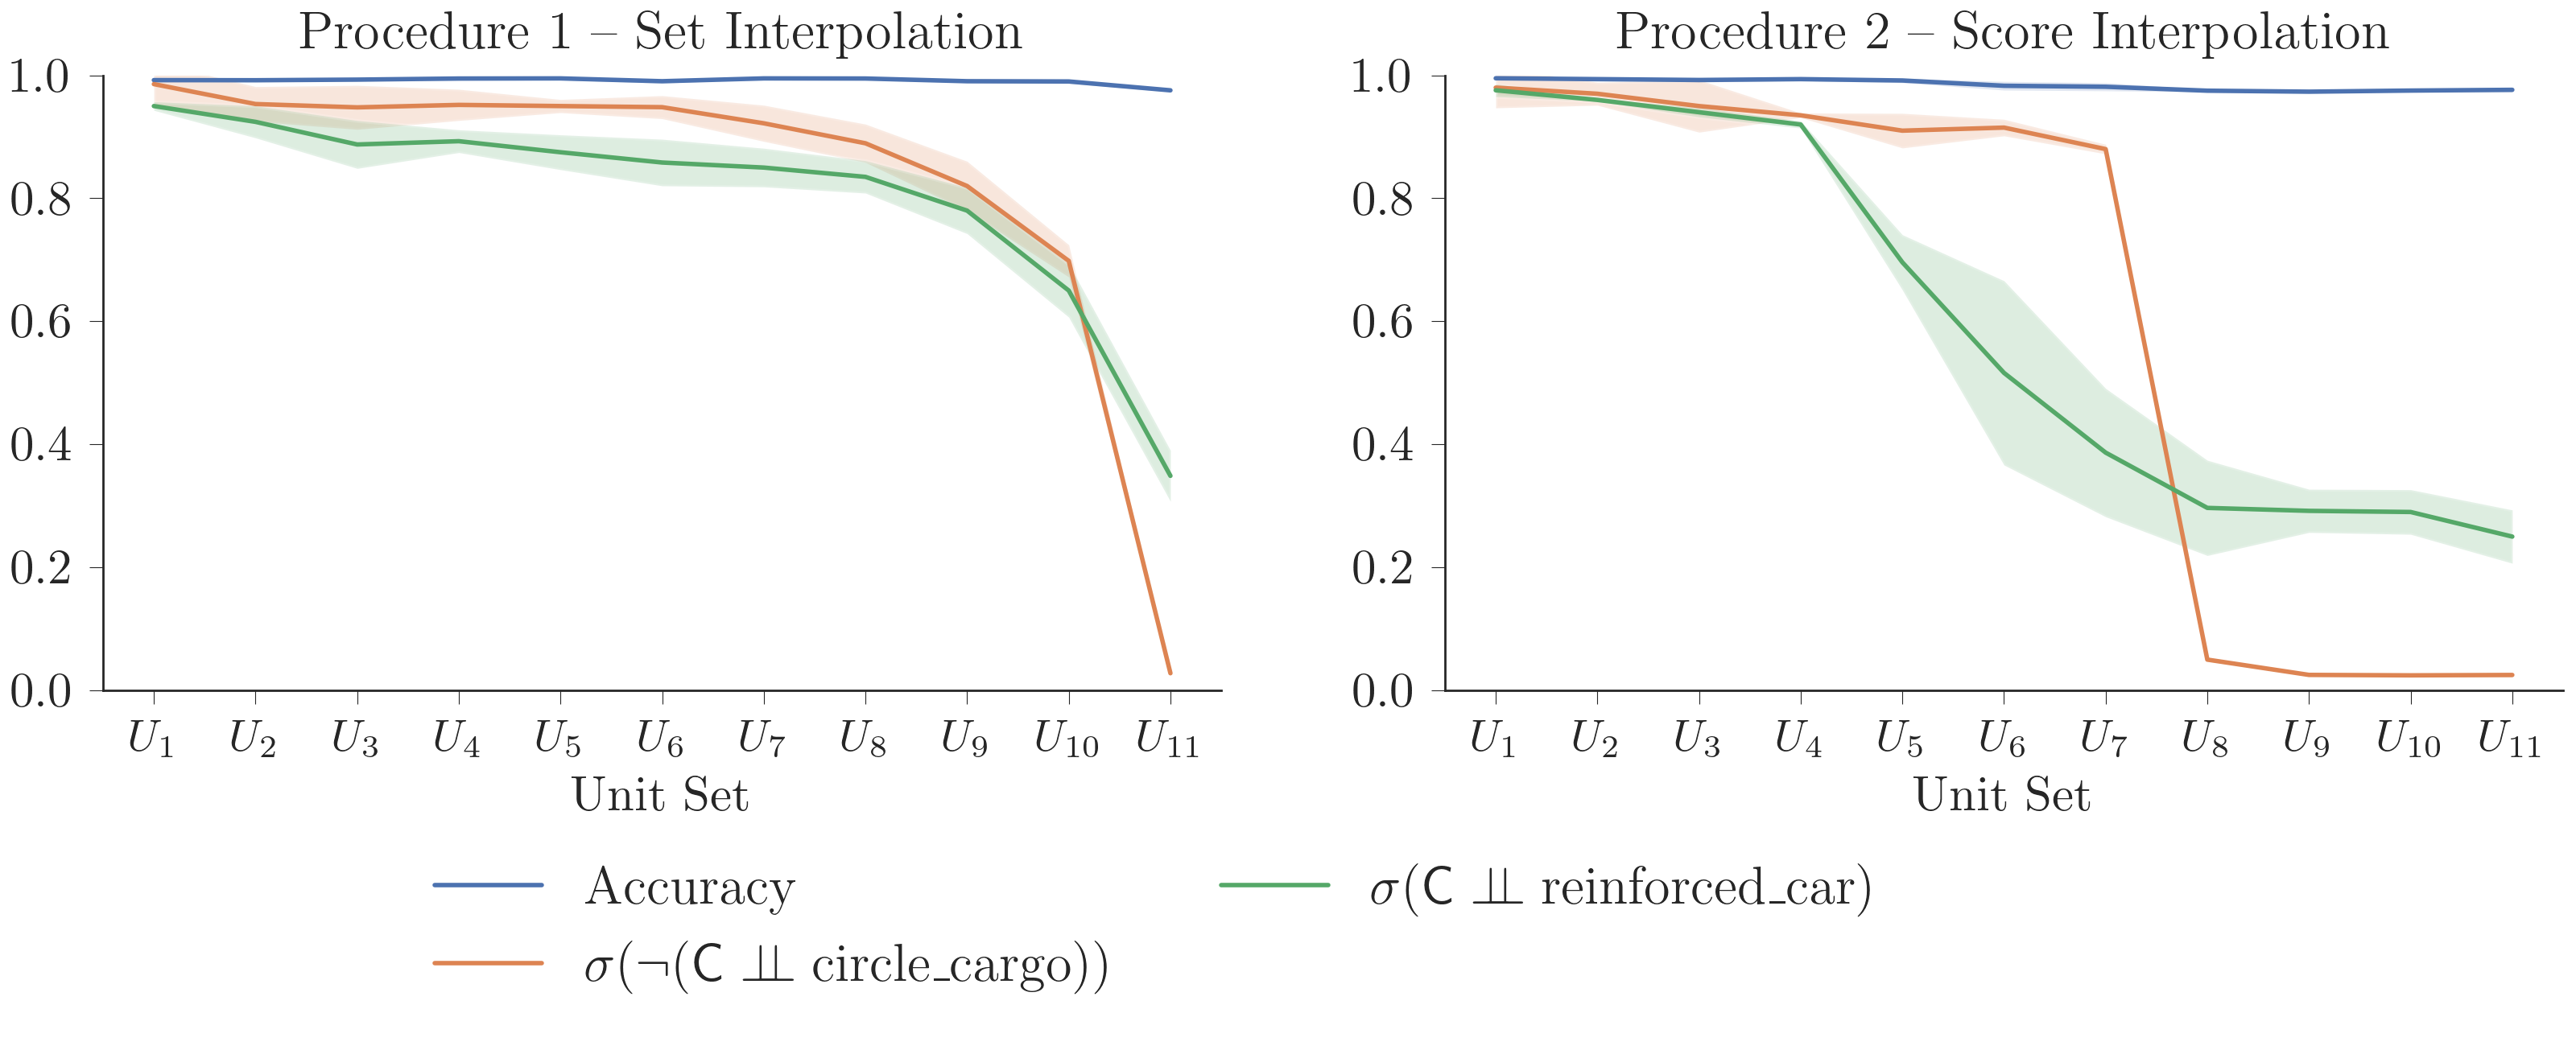 Procedure 1 – Set Interpolation
1.0
0.8
0.6
0.4
0.2
0.0
U₁ U₂ U₃ U₄ U₅ U₆ U₇ U₈ U₉ U₁₀ U₁₁
Unit Set
Procedure 2 – Score Interpolation
1.0
0.8
0.6
0.4
0.2
0.0
U₁ U₂ U₃ U₄ U₅ U₆ U₇ U₈ U₉ U₁₀ U₁₁
Unit Set
Accuracy
σ(¬(C ⫫ circle_cargo))
σ(C ⫫ reinforced_car)